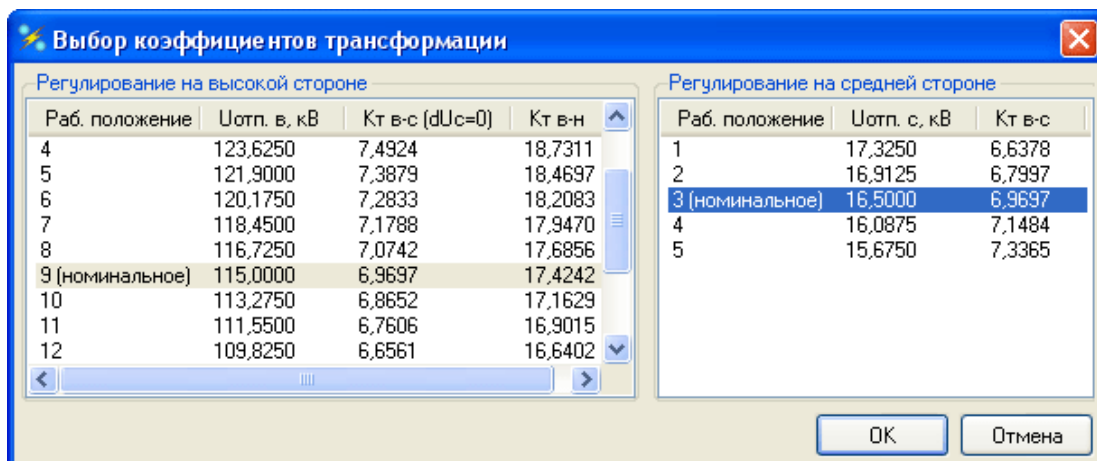 Выбор коэффициентов трансформации
Регулирование на высокой стороне
Раб. положение Uотп. в, кВ Кт в-с (dUc=0) Кт в-н
4 123,6250 7,4924 18,7311
5 121,9000 7,3879 18,4697
6 120,1750 7,2833 18,2083
7 118,4500 7,1788 17,9470
8 116,7250 7,0742 17,6856
9 (номинальное) 115,0000 6,9697 17,4242
10 113,2750 6,8652 17,1629
11 111,5500 6,7606 16,9015
12 109,8250 6,6561 16,6402
Регулирование на средней стороне
Раб. положение Uотп. с, кВ Кт в-с
1 17,3250 6,6378
2 16,9125 6,7997
3 (номинальное) 16,5000 6,9697
4 16,0875 7,1484
5 15,6750 7,3365
OK Отмена